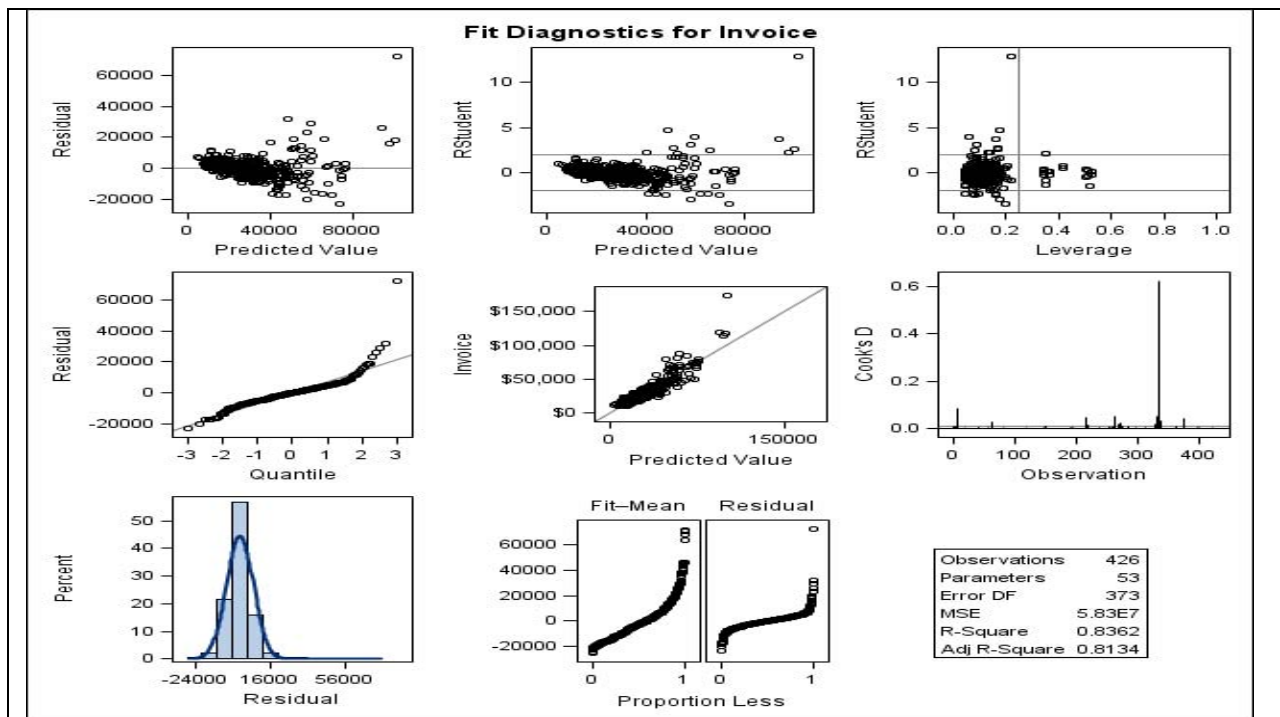 Fit Diagnostics for Invoice
Residual
60000
40000
20000
0
-20000
0 40000 80000
Predicted Value
RStudent
10
5
0
0 40000 80000
Predicted Value
RStudent
10
5
0
0.0 0.2 0.4 0.6 0.8 1.0
Leverage
Residual
60000
40000
20000
0
-20000
-3 -2 -1 0 1 2 3
Quantile
Invoice
$150,000
$100,000
$50,000
$0
0 150000
Predicted Value
Cook's D
0.6
0.4
0.2
0.0
0 100 200 300 400
Observation
Percent
50
40
30
20
10
0
-24000 16000 56000
Residual
Fit–Mean Residual
60000
40000
20000
0
-20000
0 1 0 1
Proportion Less
Observations 426
Parameters 53
Error DF 373
MSE 5.83E7
R-Square 0.8362
Adj R-Square 0.8134